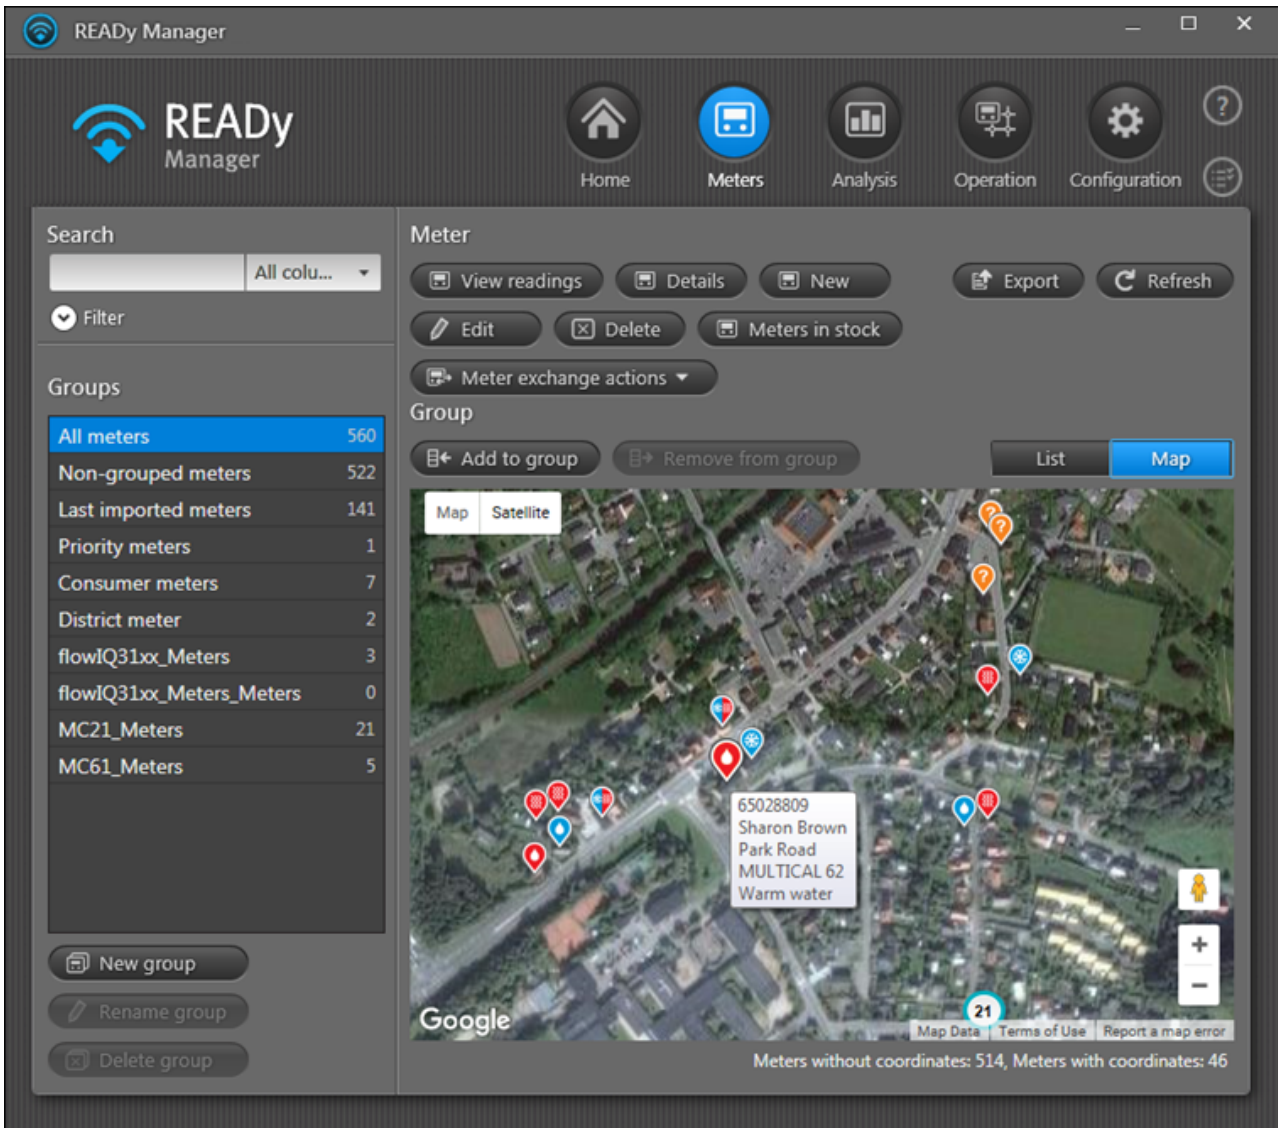 READy Manager
READy
Manager
Home
Meters
Analysis
Operation
Configuration
?
Search
All colu...
Filter
Groups
All meters 560
Non-grouped meters 522
Last imported meters 141
Priority meters 1
Consumer meters 7
District meter 2
flowIQ31xx_Meters 3
flowIQ31xx_Meters_Meters 0
MC21_Meters 21
MC61_Meters 5
New group
Rename group
Delete group
Meter
View readings
Details
New
Export
Refresh
Edit
Delete
Meters in stock
Meter exchange actions
Group
Add to group
Remove from group
List
Map
Map
Satellite
?
?
?
65028809
Sharon Brown
Park Road
MULTICAL 62
Warm water
+
−
21
Google
Map Data
Terms of Use
Report a map error
Meters without coordinates: 514, Meters with coordinates: 46